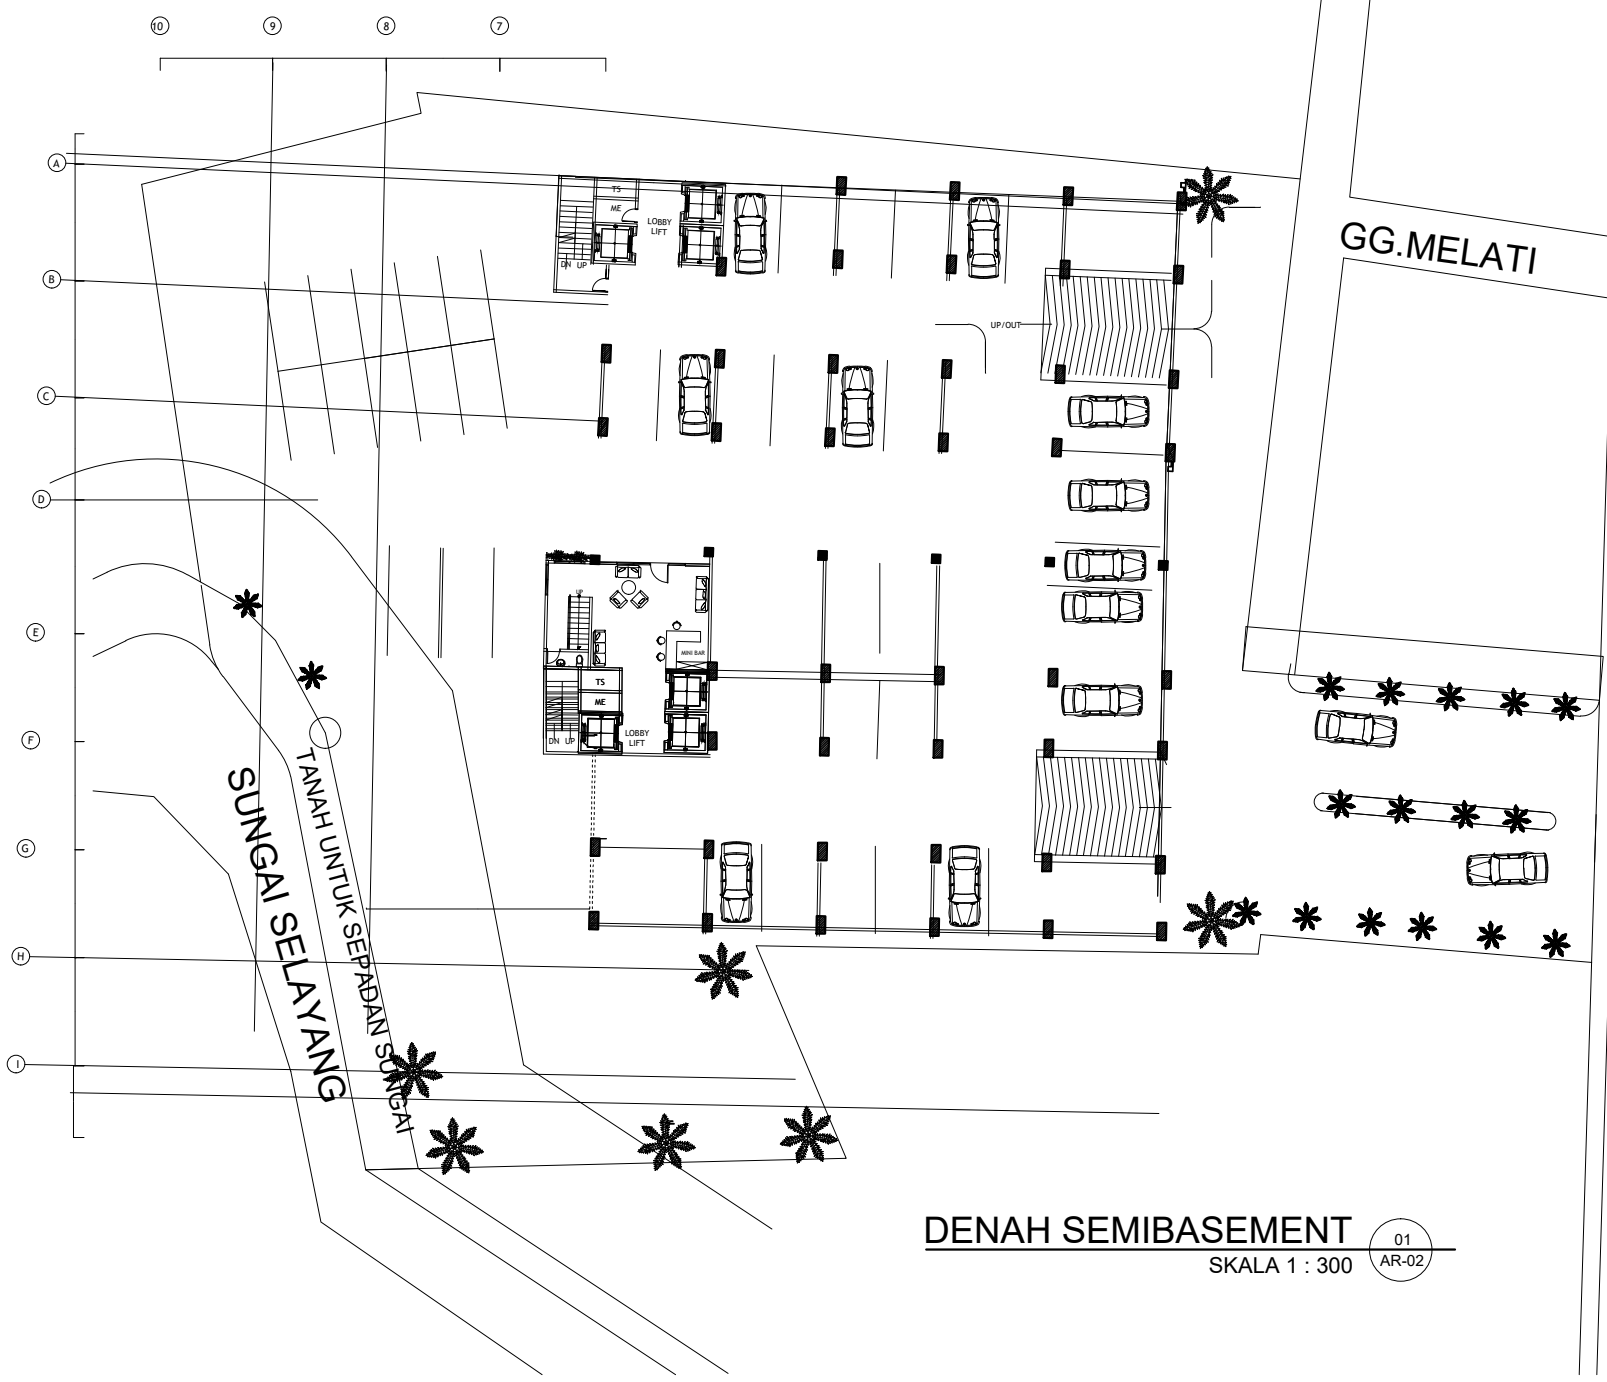 10
9
8
7
A
B
C
D
E
F
G
H
I
TS
ME
LOBBY
LIFT
DN UP
GG.MELATI
UP/OUT
UP
MINI BAR
TS
ME
LOBBY
LIFT
DN UP
SUNGAI SELAYANG
TANAH UNTUK SEPADAN SUNGAI
DENAH SEMIBASEMENT
SKALA 1 : 300
01
AR-02